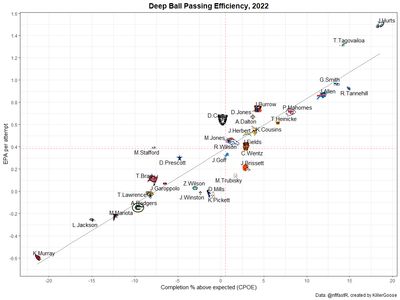 Deep Ball Passing Efficiency, 2022
1.6
J.Hurts
1.4
T.Tagovailoa
1.2
1.0
G.Smith
R.Tannehill
J.Allen
0.8
J.Burrow
P.Mahomes
D.Jones
A.Dalton
T.Heinicke
0.6
J.Herbert
K.Cousins
M.Jones
J.Fields
R.Wilson
0.4
M.Stafford
C.Wentz
D.Prescott
J.Goff
J.Brissett
0.2
T.Brady
M.Trubisky
Z.Wilson
Garoppolo
D.Mills
0.0
T.Lawrence
J.Winston
K.Pickett
A.Rodgers
-0.2
M.Mariota
L.Jackson
-0.4
K.Murray
-0.6
EPA per attempt
-20 -15 -10 -5 0 5 10 15 20
Completion % above expected (CPOE)
Data: @nflfastR, created by KillerGoose